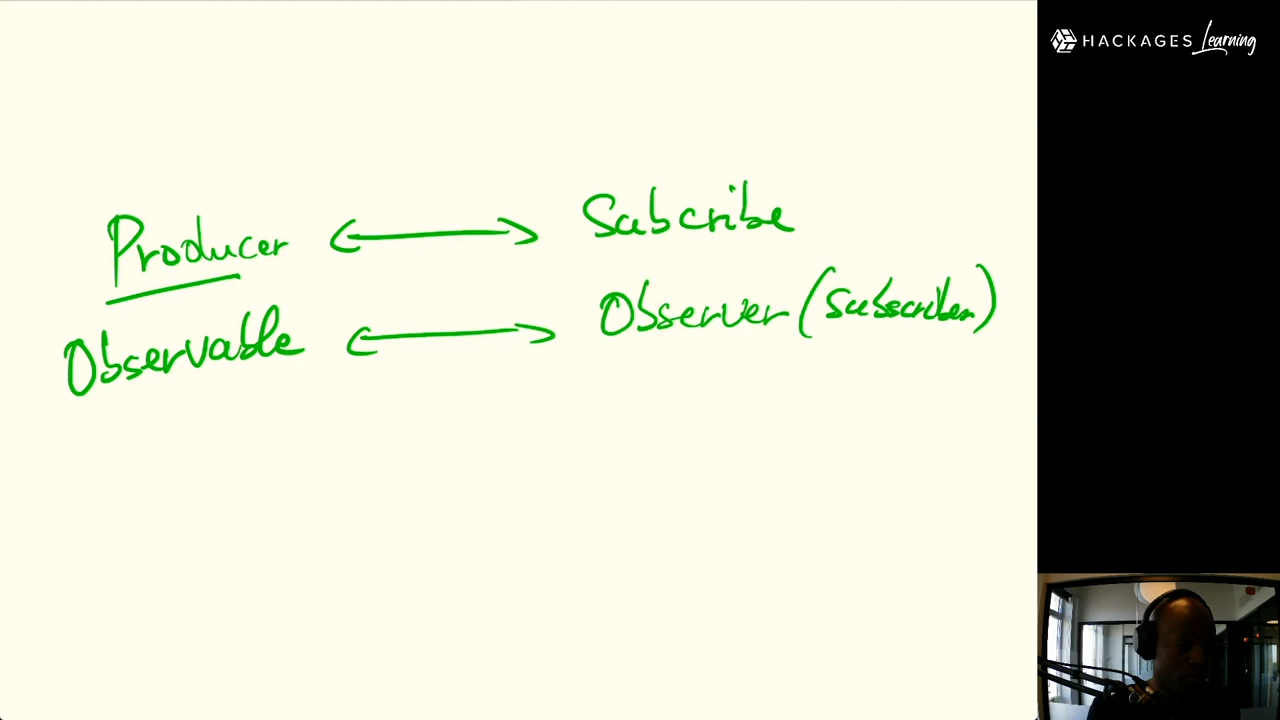 HACKAGES Learning
Producer <-> Subcribe
Observable <-> Observer (Subscriber)